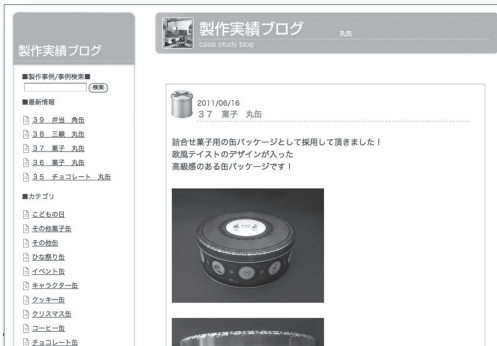 製作実績ブログ
■製作事例/事例検索■
検索
■最新情報
３９　弁当　角缶
３８　三線　丸缶
３７　菓子　丸缶
３６　菓子　丸缶
３５　チョコレート　丸缶
■カテゴリ
こどもの日
その他菓子缶
その他缶
ひな祭り缶
イベント缶
キャラクター缶
クッキー缶
クリスマス缶
コーヒー缶
チョコレート缶
製作実績ブログ
丸缶
case study blog
2011/06/16
３７　菓子　丸缶
詰合せ菓子用の缶パッケージとして採用して頂きました！
欧風テイストのデザインが入った
高級感のある缶パッケージです！